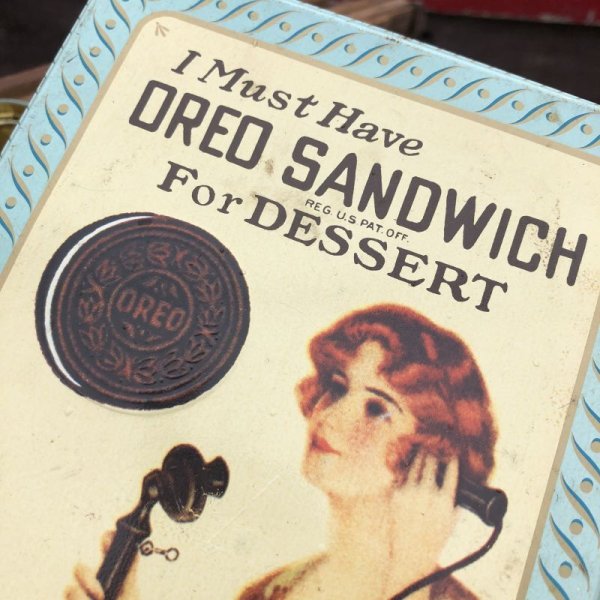 I Must Have
OREO SANDWICH
REG. U.S. PAT. OFF.
For DESSERT
OREO